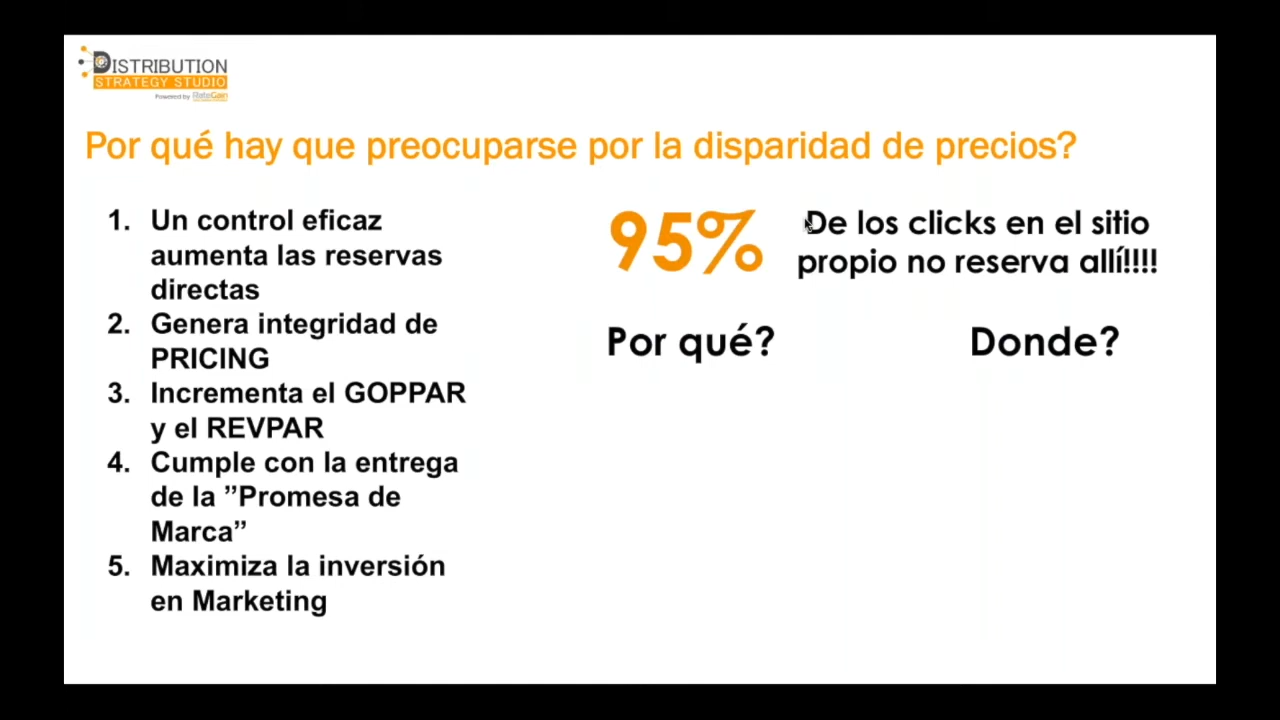 DISTRIBUTION
STRATEGY STUDIO
Powered by RateGain
Por qué hay que preocuparse por la disparidad de precios?
1. Un control eficaz
aumenta las reservas
directas
2. Genera integridad de
PRICING
3. Incrementa el GOPPAR
y el REVPAR
4. Cumple con la entrega
de la ”Promesa de
Marca”
5. Maximiza la inversión
en Marketing
95%
De los clicks en el sitio
propio no reserva allí!!!!
Por qué?
Donde?